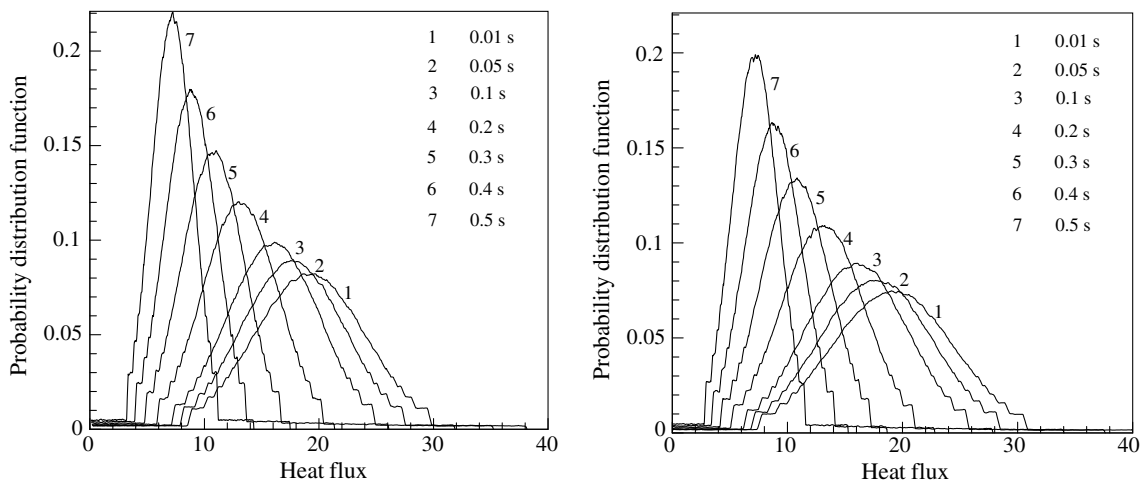 Probability distribution function
0.2
0.15
0.1
0.05
0
0
10
20
30
40
Heat flux
7
6
5
4
3
2
1
1 0.01 s
2 0.05 s
3 0.1 s
4 0.2 s
5 0.3 s
6 0.4 s
7 0.5 s
Probability distribution function
0.2
0.15
0.1
0.05
0
0
10
20
30
40
Heat flux
7
6
5
4
3
2
1
1 0.01 s
2 0.05 s
3 0.1 s
4 0.2 s
5 0.3 s
6 0.4 s
7 0.5 s